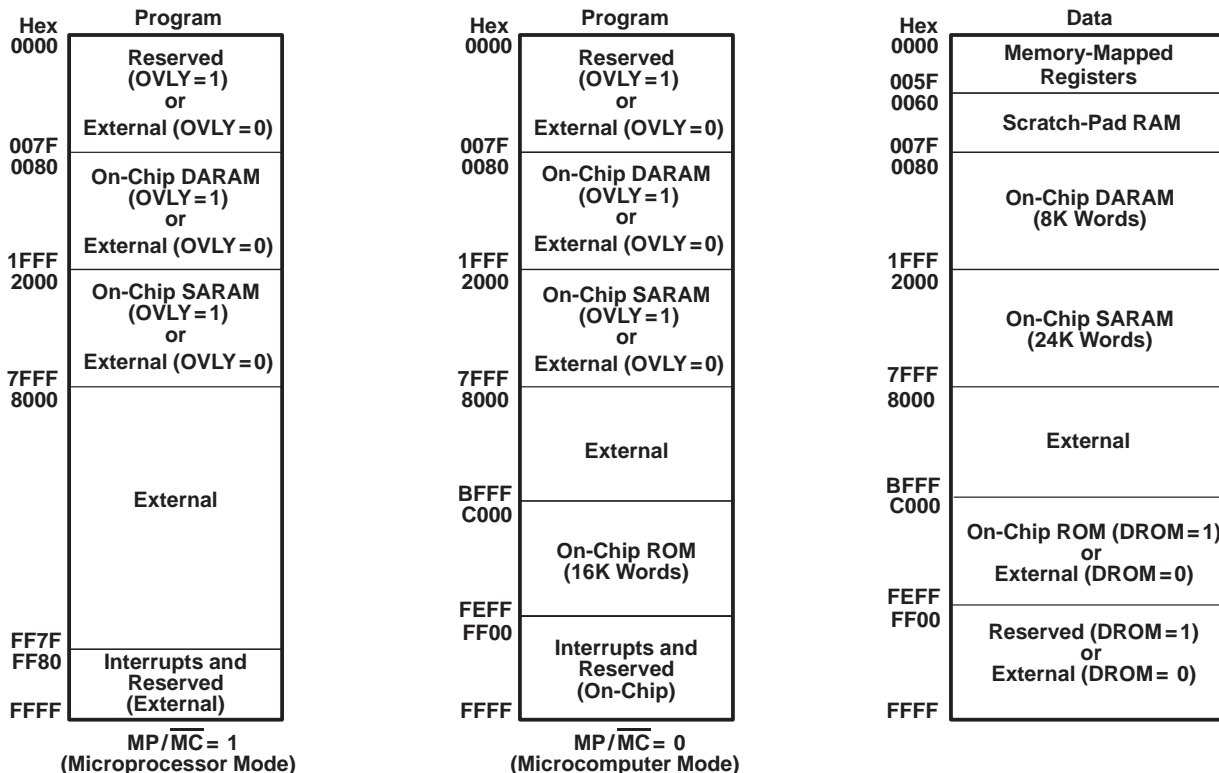 Hex
Program
0000
Reserved
(OVLY = 1)
or
External (OVLY = 0)
007F
0080
On-Chip DARAM
(OVLY = 1)
or
External (OVLY = 0)
1FFF
2000
On-Chip SARAM
(OVLY = 1)
or
External (OVLY = 0)
7FFF
8000
External
FF7F
FF80
Interrupts and
Reserved
(External)
FFFF
MP/M̅C̅ = 1
(Microprocessor Mode)
Hex
Program
0000
Reserved
(OVLY = 1)
or
External (OVLY = 0)
007F
0080
On-Chip DARAM
(OVLY = 1)
or
External (OVLY = 0)
1FFF
2000
On-Chip SARAM
(OVLY = 1)
or
External (OVLY = 0)
7FFF
8000
External
BFFF
C000
On-Chip ROM
(16K Words)
FEFF
FF00
Interrupts and
Reserved
(On-Chip)
FFFF
MP/M̅C̅ = 0
(Microcomputer Mode)
Hex
Data
0000
Memory-Mapped
Registers
005F
0060
Scratch-Pad RAM
007F
0080
On-Chip DARAM
(8K Words)
1FFF
2000
On-Chip SARAM
(24K Words)
7FFF
8000
External
BFFF
C000
On-Chip ROM (DROM = 1)
or
External (DROM = 0)
FEFF
FF00
Reserved (DROM = 1)
or
External (DROM = 0)
FFFF